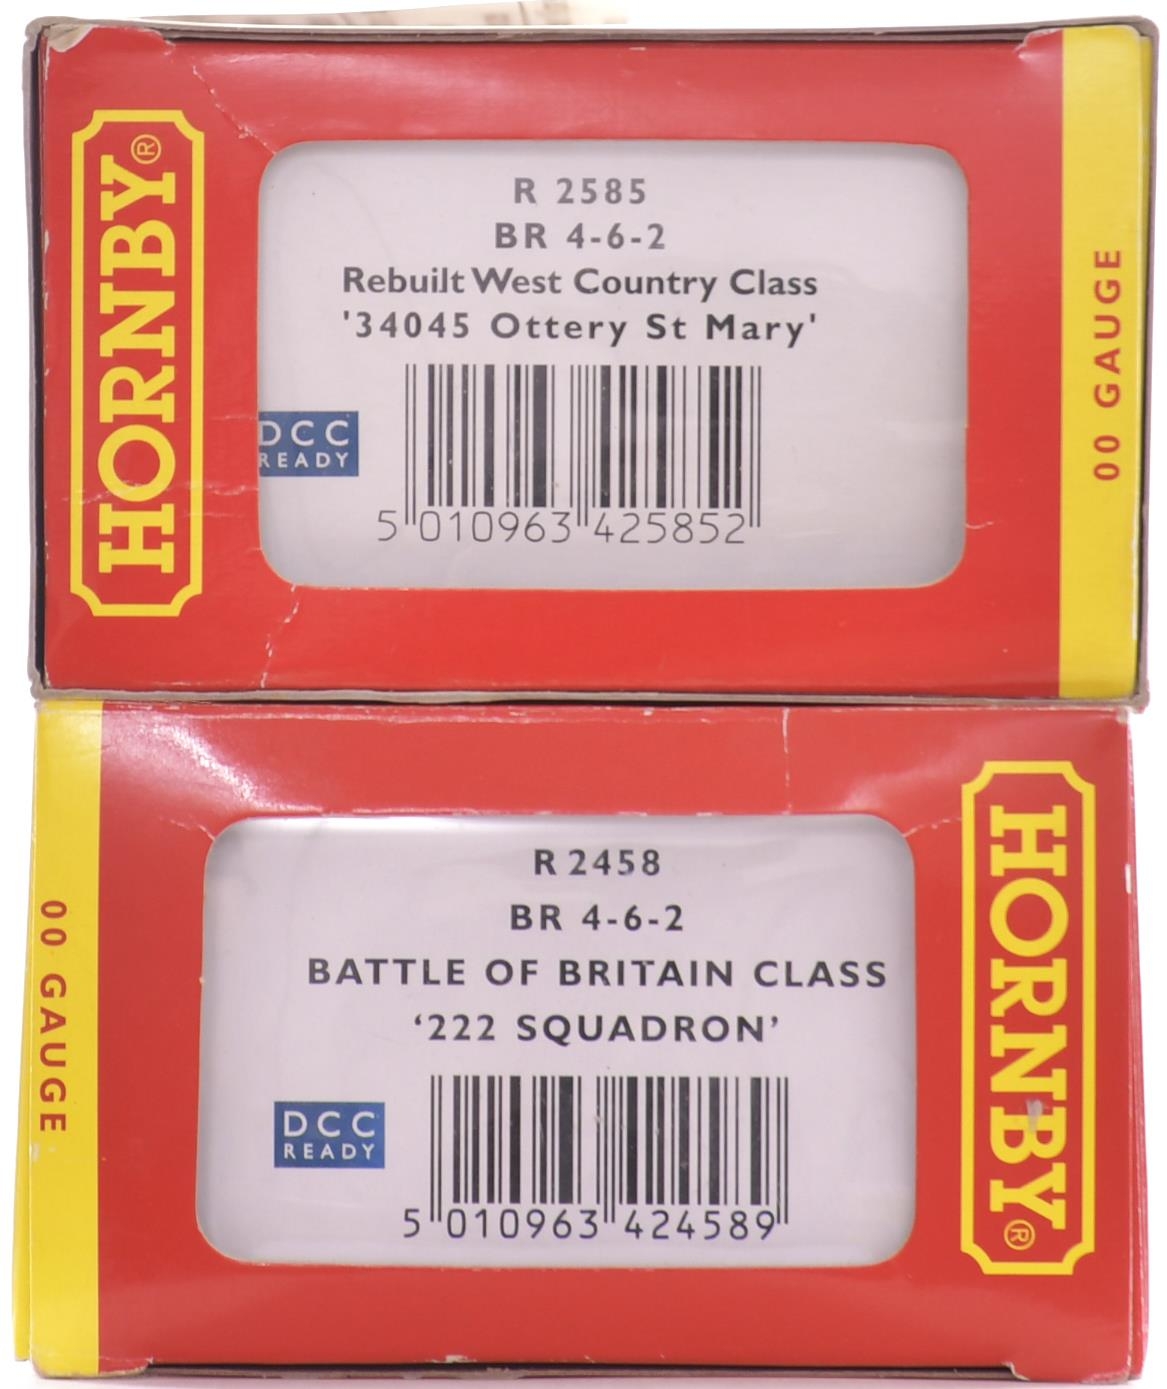 HORNBY®
R 2585
BR 4-6-2
Rebuilt West Country Class
'34045 Ottery St Mary'
DCC
READY
5 010963 425852
00 GAUGE
00 GAUGE
R 2458
BR 4-6-2
BATTLE OF BRITAIN CLASS
‘222 SQUADRON’
DCC
READY
5 010963 424589
HORNBY®